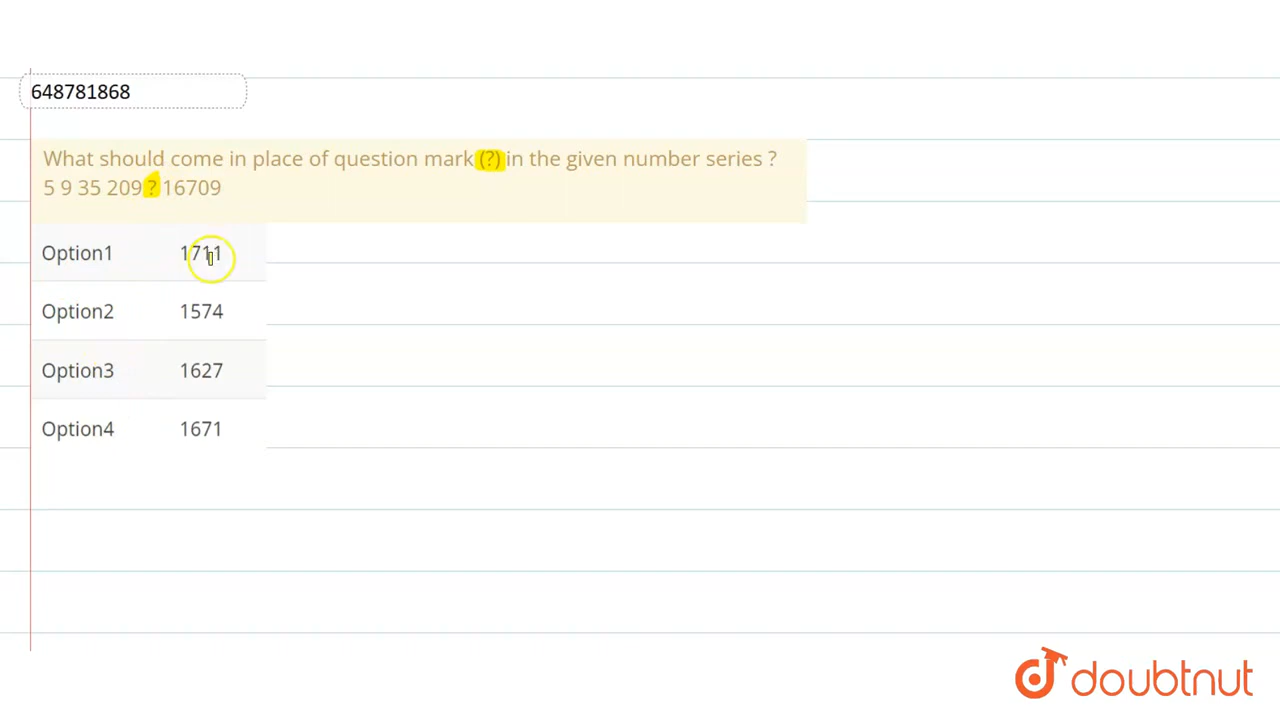 648781868
What should come in place of question mark (?) in the given number series ?
5 9 35 209 ? 16709
Option1 1711
Option2 1574
Option3 1627
Option4 1671
doubtnut